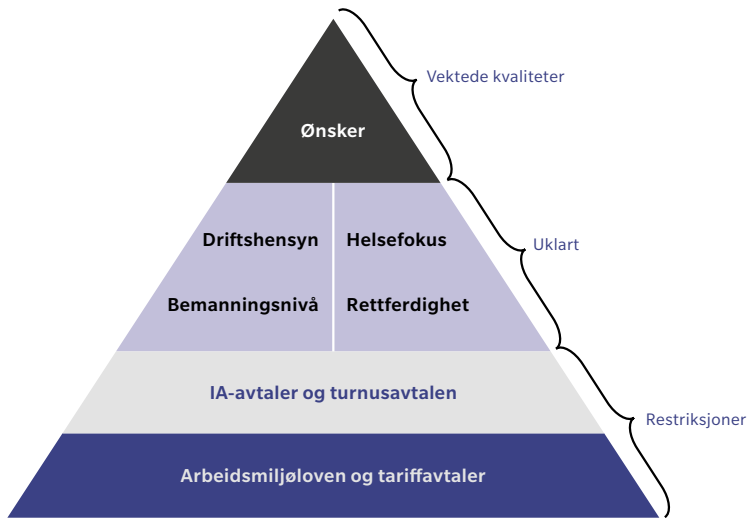 Vektede kvaliteter
Ønsker
Driftshensyn
Helsefokus
Uklart
Bemanningsnivå
Rettferdighet
IA-avtaler og turnusavtalen
Restriksjoner
Arbeidsmiljøloven og tariffavtaler